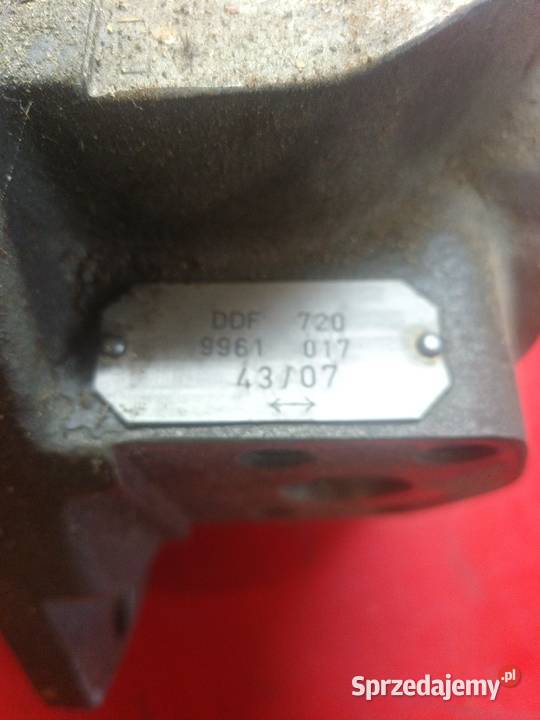 DDF 720
9961 017
43/07
↔
Sprzedajemy.pl